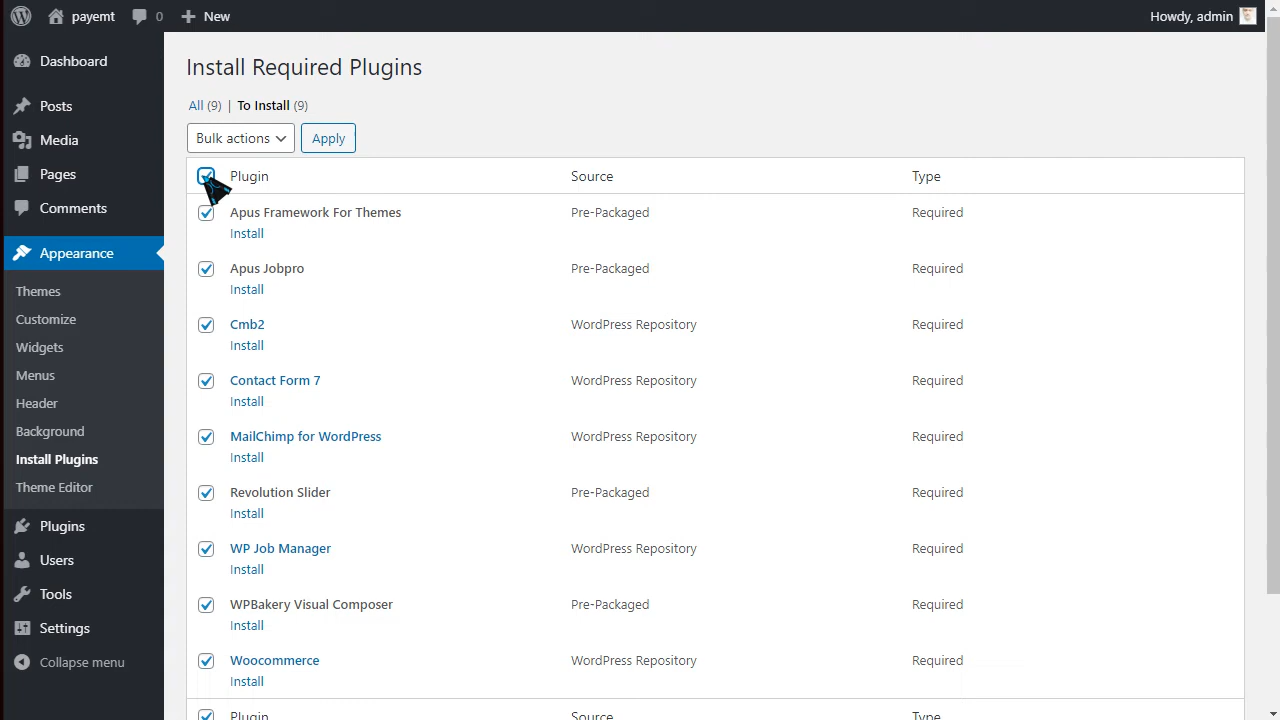 payemt 0 New Howdy, admin
Dashboard
Posts
Media
Pages
Comments
Appearance
Themes
Customize
Widgets
Menus
Header
Background
Install Plugins
Theme Editor
Plugins
Users
Tools
Settings
Collapse menu
Install Required Plugins
All (9) | To Install (9)
Bulk actions Apply
Plugin Source Type
Apus Framework For Themes Pre-Packaged Required
Install
Apus Jobpro Pre-Packaged Required
Install
Cmb2 WordPress Repository Required
Install
Contact Form 7 WordPress Repository Required
Install
MailChimp for WordPress WordPress Repository Required
Install
Revolution Slider Pre-Packaged Required
Install
WP Job Manager WordPress Repository Required
Install
WPBakery Visual Composer Pre-Packaged Required
Install
Woocommerce WordPress Repository Required
Install
Plugin Source Type